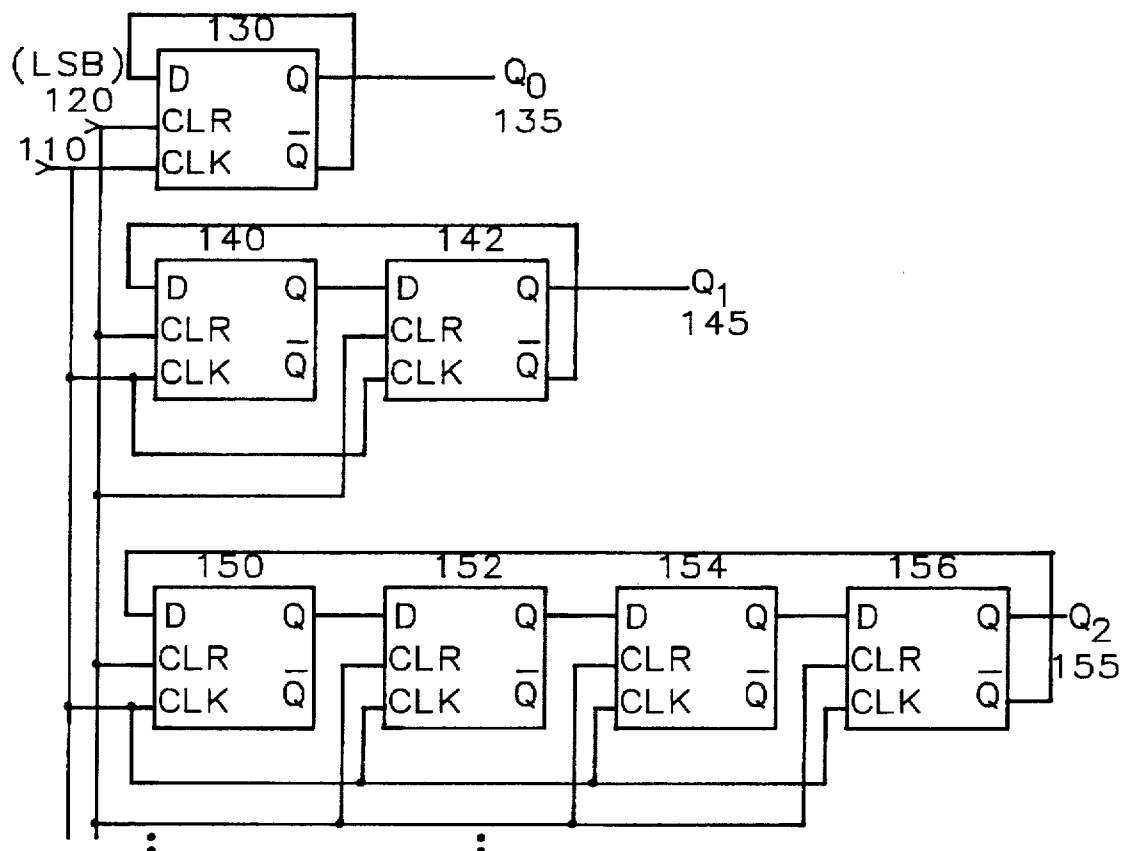 130
(LSB)
120
110
D Q
CLR
CLK Q̅
Q0
135
140 142
D Q D Q
CLR CLR
CLK Q̅ CLK Q̅
Q1
145
150 152 154 156
D Q D Q D Q D Q
CLR CLR CLR CLR
CLK Q̅ CLK Q̅ CLK Q̅ CLK Q̅
Q2
155